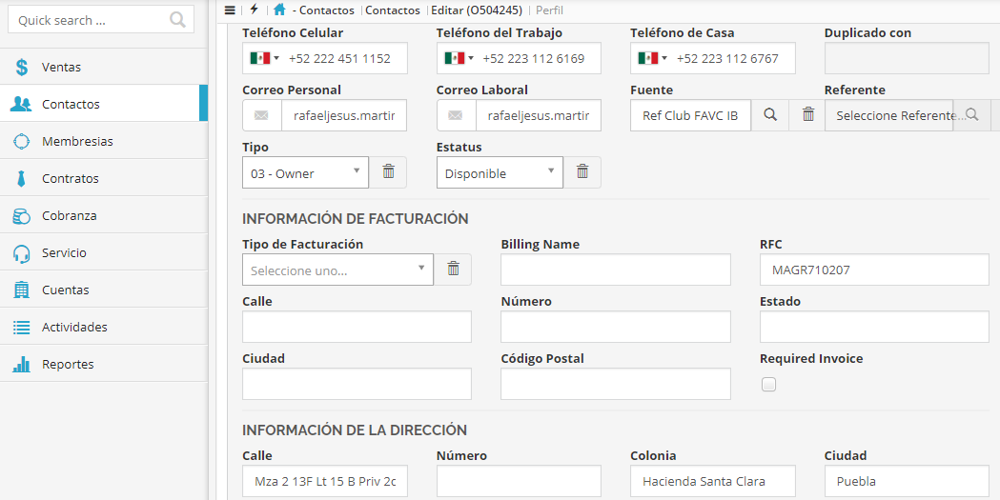 Quick search ...
Ventas
Contactos
Membresias
Contratos
Cobranza
Servicio
Cuentas
Actividades
Reportes
- Contactos | Contactos | Editar (O504245) | Perfil
Teléfono Celular Teléfono del Trabajo Teléfono de Casa Duplicado con
+52 222 451 1152 +52 223 112 6169 +52 223 112 6767
Correo Personal Correo Laboral Fuente Referente
rafaeljesus.martir rafaeljesus.martir Ref Club FAVC IB Seleccione Referente...
Tipo Estatus
03 - Owner Disponible
INFORMACIÓN DE FACTURACIÓN
Tipo de Facturación Billing Name RFC
Seleccione uno... MAGR710207
Calle Número Estado
Ciudad Código Postal Required Invoice
INFORMACIÓN DE LA DIRECCIÓN
Calle Número Colonia Ciudad
Mza 2 13F Lt 15 B Priv 2c Hacienda Santa Clara Puebla